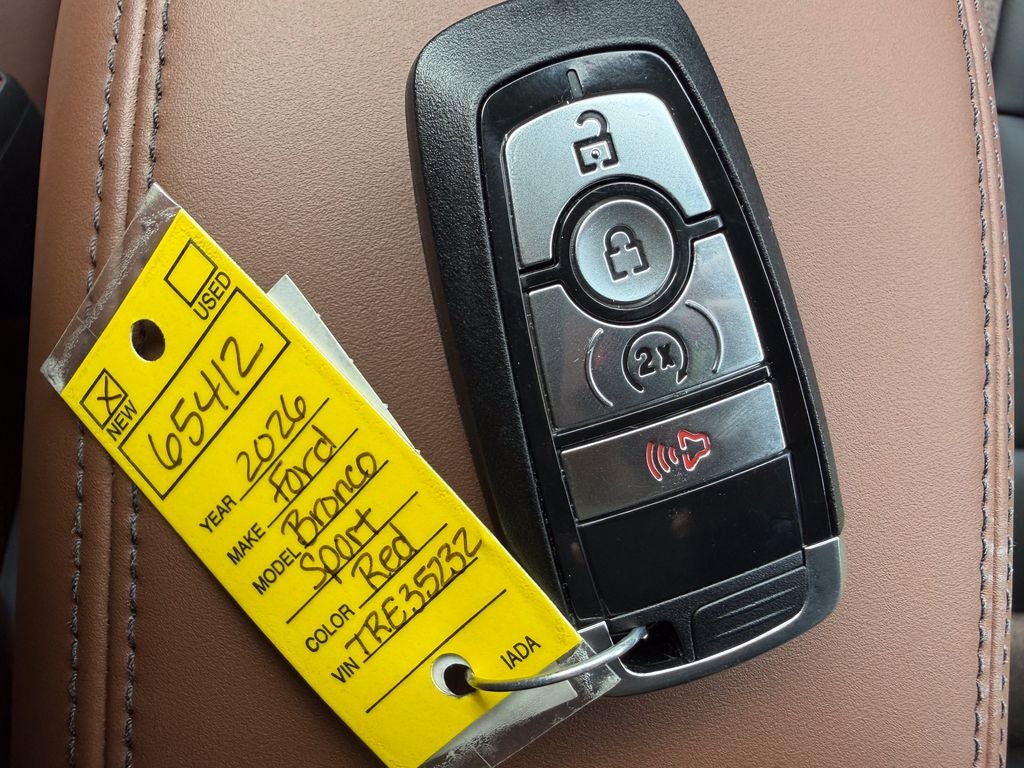 USED
NEW
65412
YEAR 2026
MAKE Ford
MODEL Bronco
Sport
COLOR Red
VIN TRE35232
IADA
2x